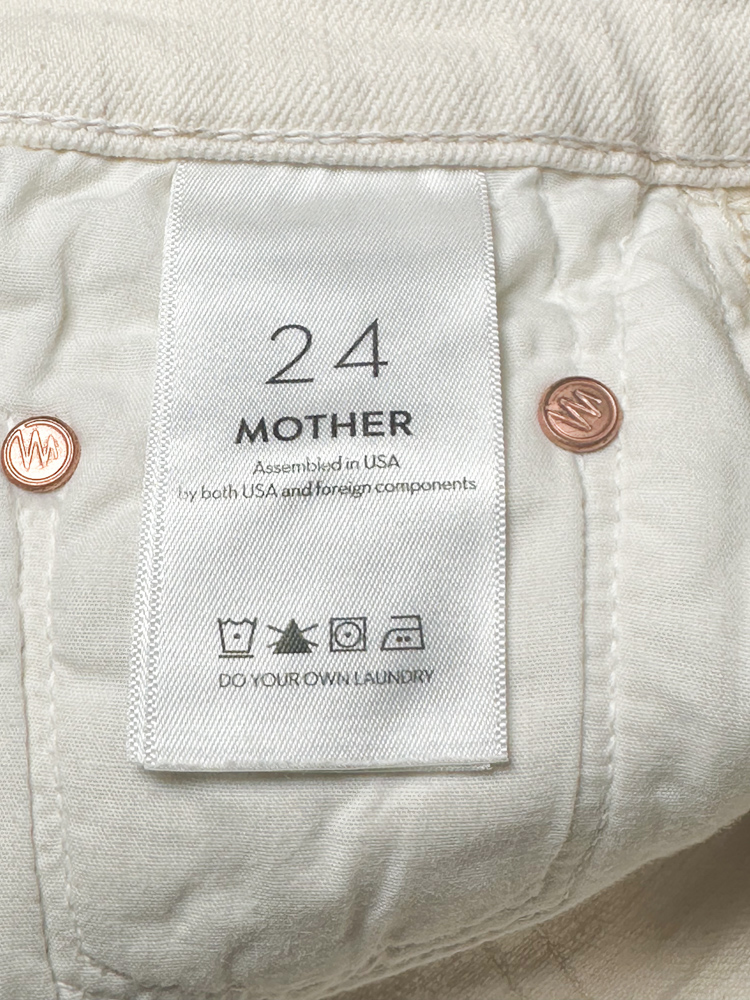 24
MOTHER
Assembled in USA
by both USA and foreign components
DO YOUR OWN LAUNDRY